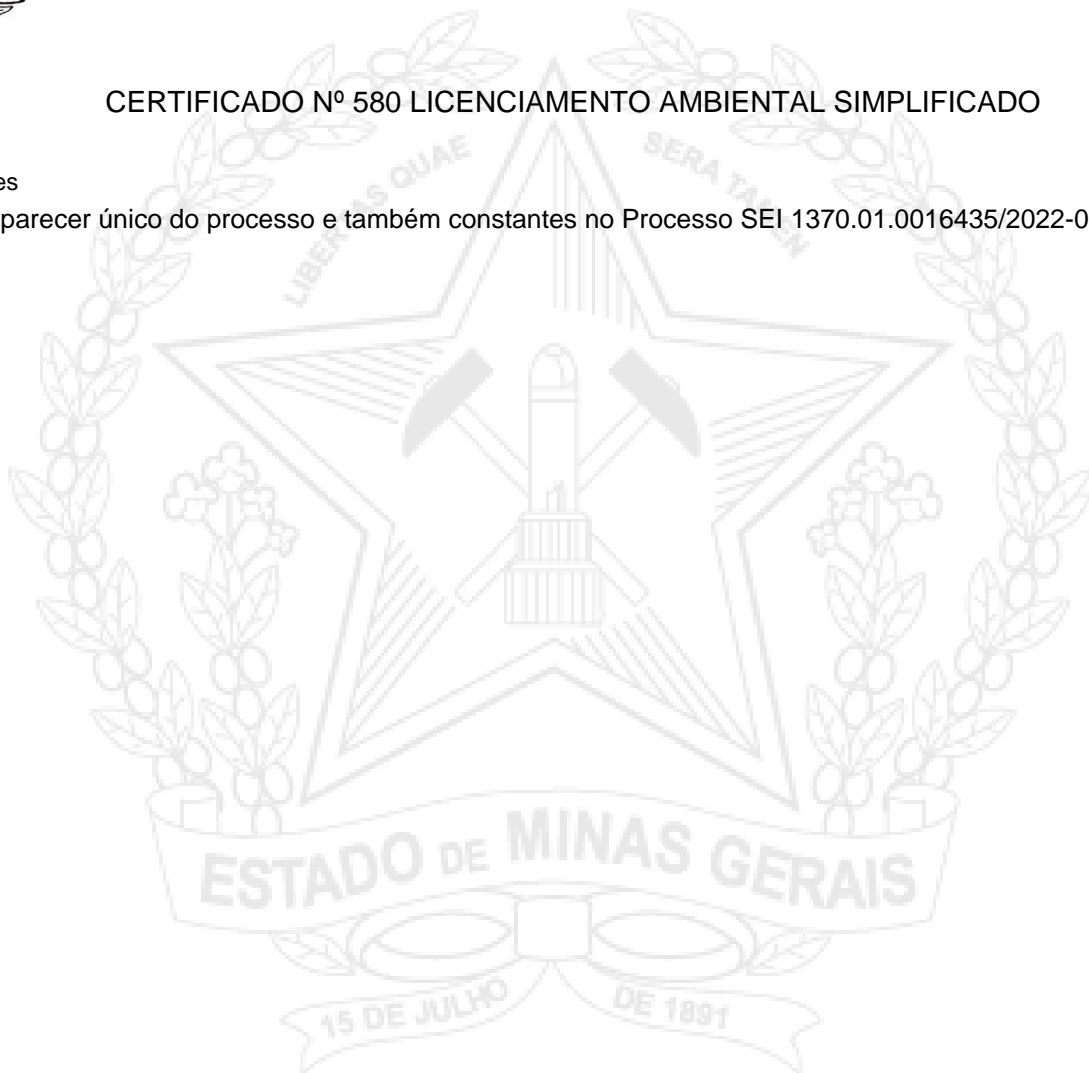 CERTIFICADO Nº 580 LICENCIAMENTO AMBIENTAL SIMPLIFICADO
es
parecer único do processo e também constantes no Processo SEI 1370.01.0016435/2022-0
LIBERTAS QUAE SERA TAMEN
ESTADO DE MINAS GERAIS
15 DE JULHO DE 1891